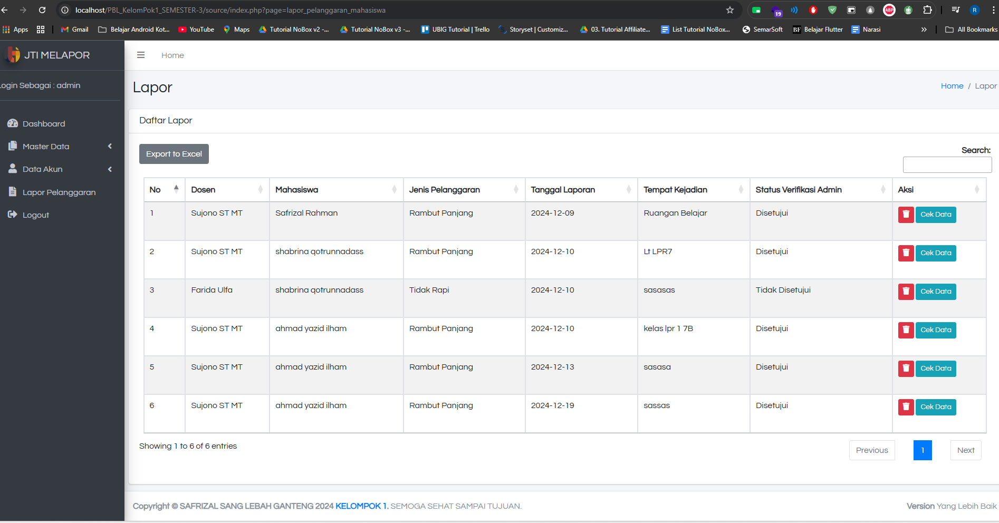 localhost/PBL_KelomPok1_SEMESTER-3/source/index.php?page=lapor_pelanggaran_mahasiswa
19
ABP
R
Apps
Gmail
Belajar Android Kot...
YouTube
Maps
Tutorial NoBox v2 -...
Tutorial NoBox v3 -...
UBIG Tutorial | Trello
Storyset | Customiz...
03. Tutorial Affiliate...
List Tutorial NoBox...
SemarSoft
BF Belajar Flutter
Narasi
All Bookmarks
JTI MELAPOR
Login Sebagai : admin
Dashboard
Master Data
Data Akun
Lapor Pelanggaran
Logout
Home
Lapor
Home / Lapor
Daftar Lapor
Export to Excel
Search:
No Dosen Mahasiswa Jenis Pelanggaran Tanggal Laporan Tempat Kejadian Status Verifikasi Admin Aksi
1 Sujono ST MT Safrizal Rahman Rambut Panjang 2024-12-09 Ruangan Belajar Disetujui Cek Data
2 Sujono ST MT shabrina qotrunnadass Rambut Panjang 2024-12-10 Lt LPR7 Disetujui Cek Data
3 Farida Ulfa shabrina qotrunnadass Tidak Rapi 2024-12-10 sasasas Tidak Disetujui Cek Data
4 Sujono ST MT ahmad yazid ilham Rambut Panjang 2024-12-10 kelas lpr 1 7B Disetujui Cek Data
5 Sujono ST MT ahmad yazid ilham Rambut Panjang 2024-12-13 sasasa Disetujui Cek Data
6 Sujono ST MT ahmad yazid ilham Rambut Panjang 2024-12-19 sassas Disetujui Cek Data
Showing 1 to 6 of 6 entries
Previous 1 Next
Copyright © SAFRIZAL SANG LEBAH GANTENG 2024 KELOMPOK 1. SEMOGA SEHAT SAMPAI TUJUAN.
Version Yang Lebih Baik